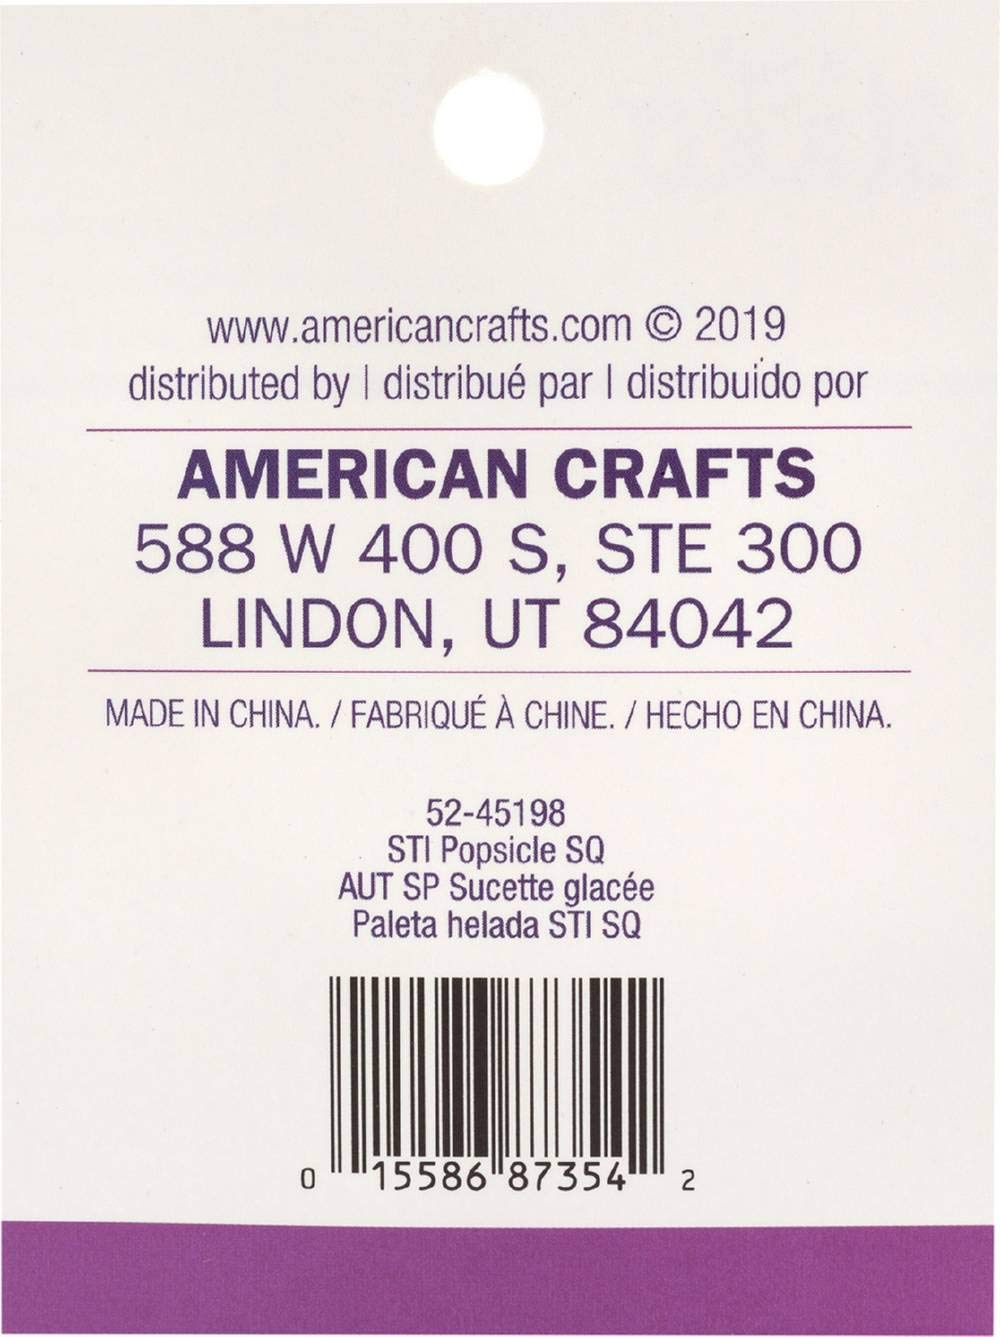 www.americancrafts.com © 2019
distributed by | distribué par | distribuido por
AMERICAN CRAFTS
588 W 400 S, STE 300
LINDON, UT 84042
MADE IN CHINA. / FABRIQUÉ À CHINE. / HECHO EN CHINA.
52-45198
STI Popsicle SQ
AUT SP Sucette glacée
Paleta helada STI SQ
0 15586 87354 2